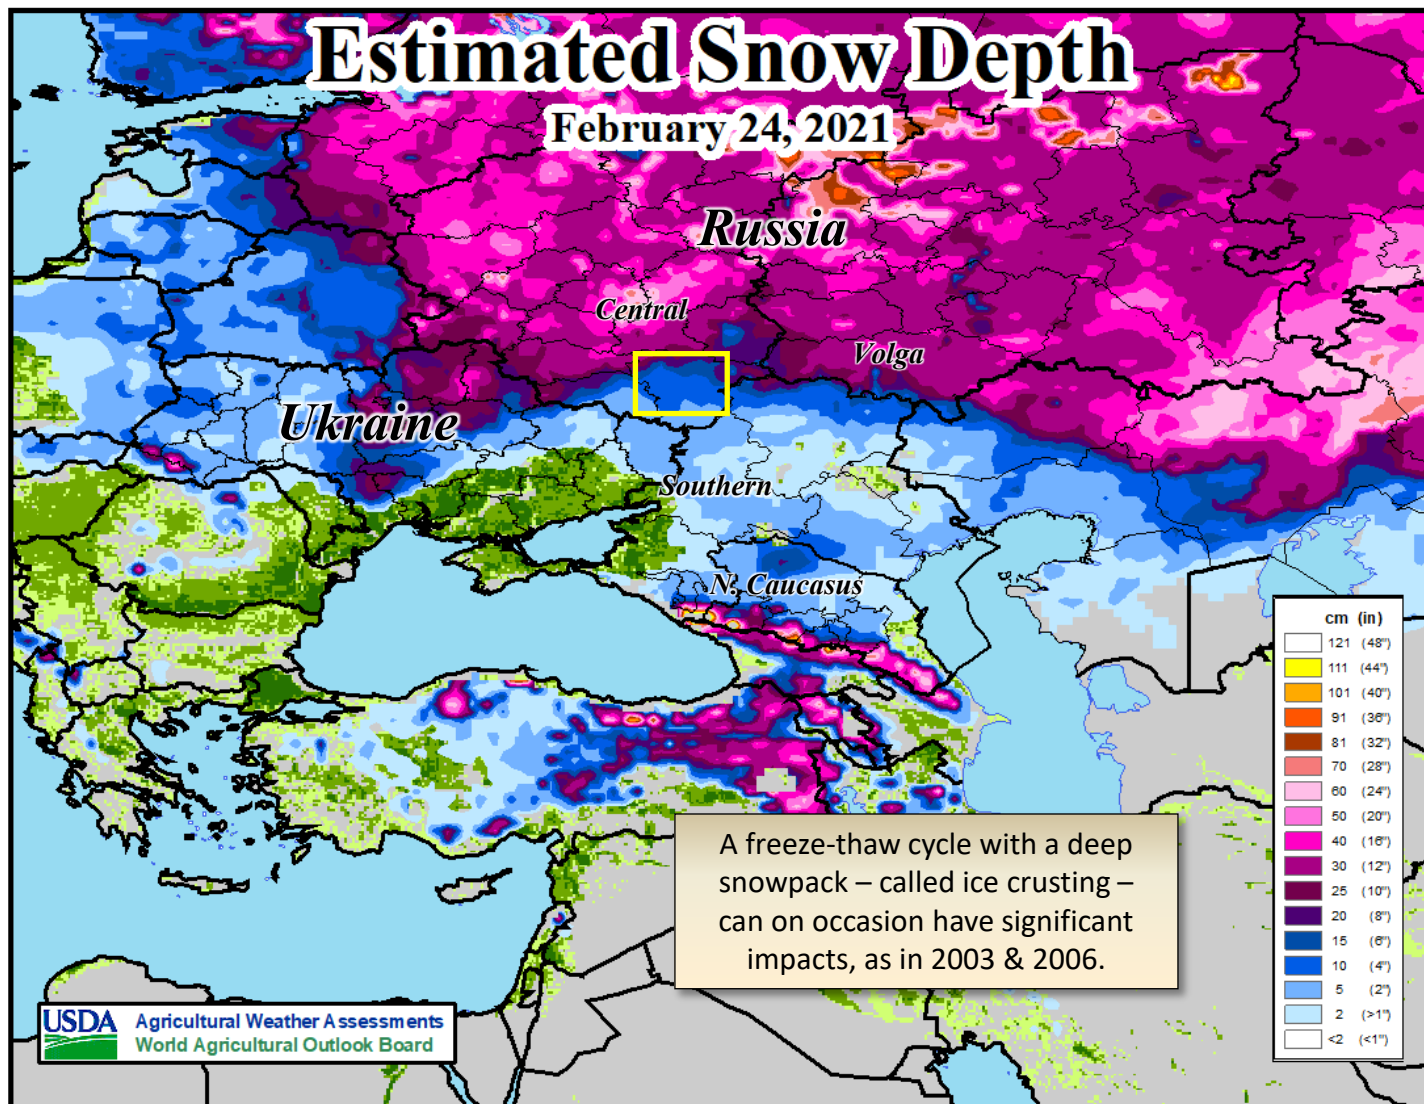 Estimated Snow Depth
February 24, 2021
Russia
Central
Volga
Ukraine
Southern
N. Caucasus
cm (in)
121 (48")
111 (44")
101 (40")
91 (36")
81 (32")
70 (28")
60 (24")
50 (20")
40 (16")
30 (12")
25 (10")
20 (8")
15 (6")
10 (4")
5 (2")
2 (>1")
<2 (<1")
A freeze-thaw cycle with a deep
snowpack – called ice crusting –
can on occasion have significant
impacts, as in 2003 & 2006.
USDA
Agricultural Weather Assessments
World Agricultural Outlook Board